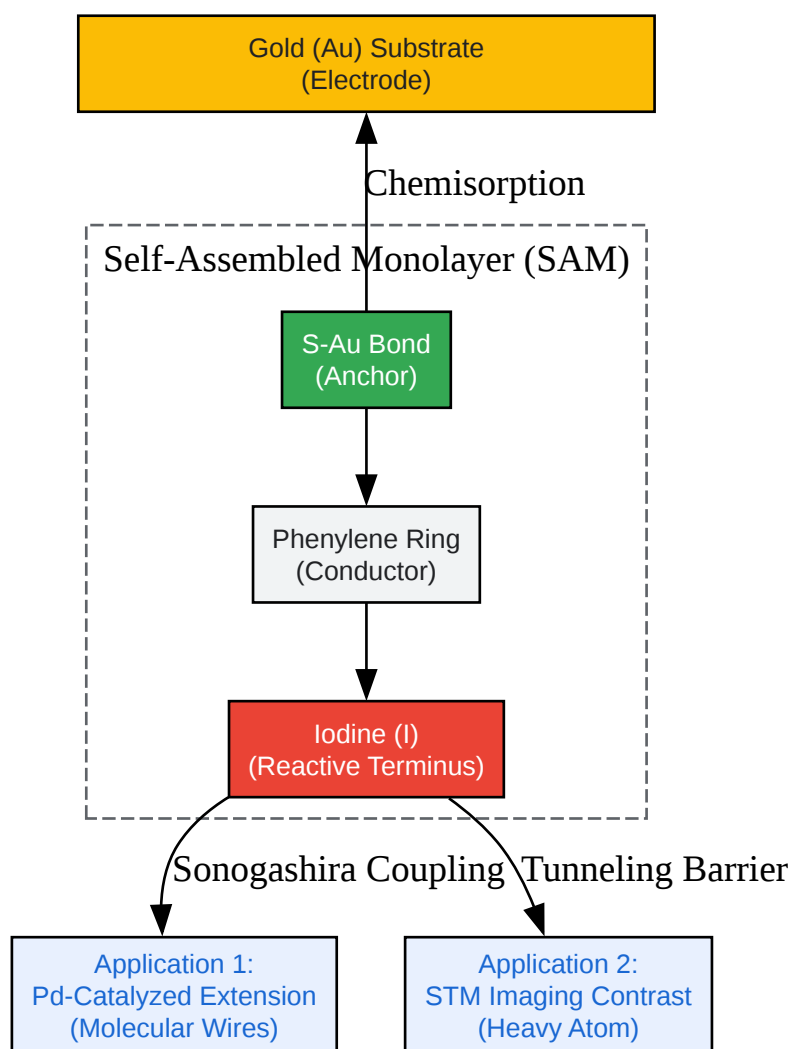 Gold (Au) Substrate
(Electrode)
Chemisorption
Self-Assembled Monolayer (SAM)
S-Au Bond
(Anchor)
Phenylene Ring
(Conductor)
Iodine (I)
(Reactive Terminus)
Sonogashira Coupling
Tunneling Barrier
Application 1:
Pd-Catalyzed Extension
(Molecular Wires)
Application 2:
STM Imaging Contrast
(Heavy Atom)